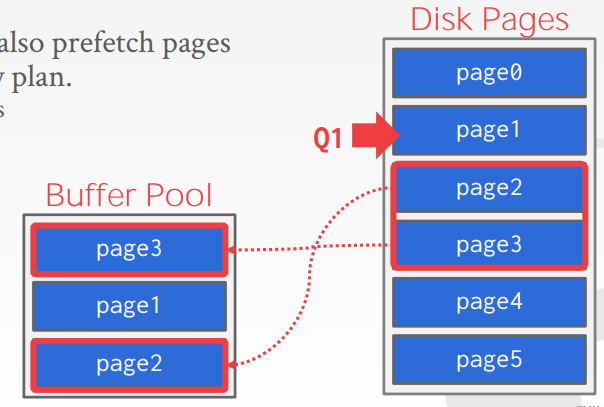 also prefetch pages
plan.
Disk Pages
page0
Q1
page1
page2
page3
page4
page5
Buffer Pool
page3
page1
page2